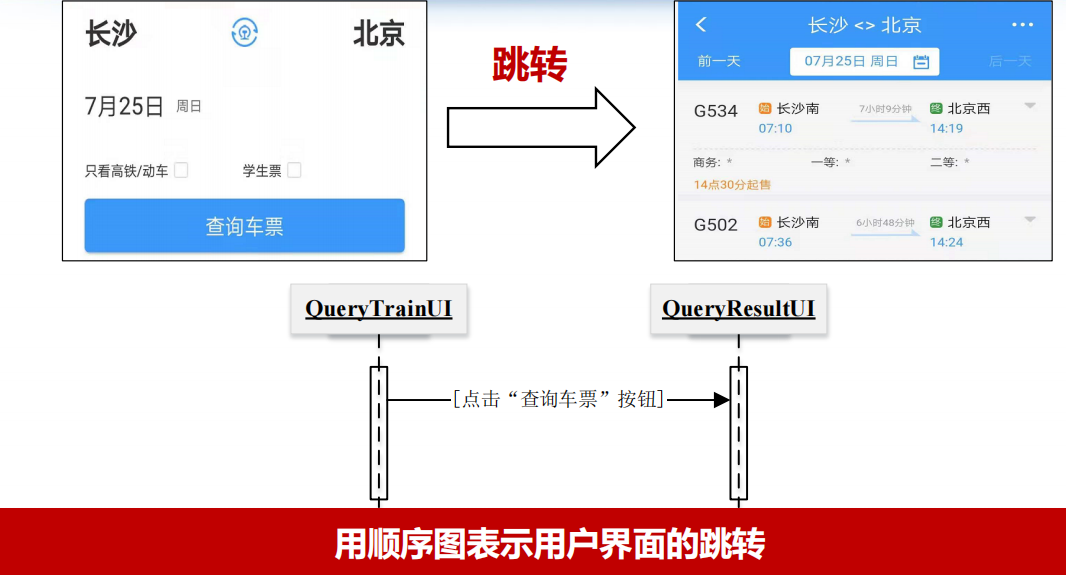 长沙
北京
7月25日 周日
只看高铁/动车
学生票
查询车票
跳转
长沙 <> 北京
前一天
07月25日 周日
后一天
G534
始 长沙南
7小时9分钟
终 北京西
07:10
14:19
商务: *
一等: *
二等: *
14点30分起售
G502
始 长沙南
6小时48分钟
终 北京西
07:36
14:24
QueryTrainUI
QueryResultUI
[点击“查询车票”按钮]
用顺序图表示用户界面的跳转